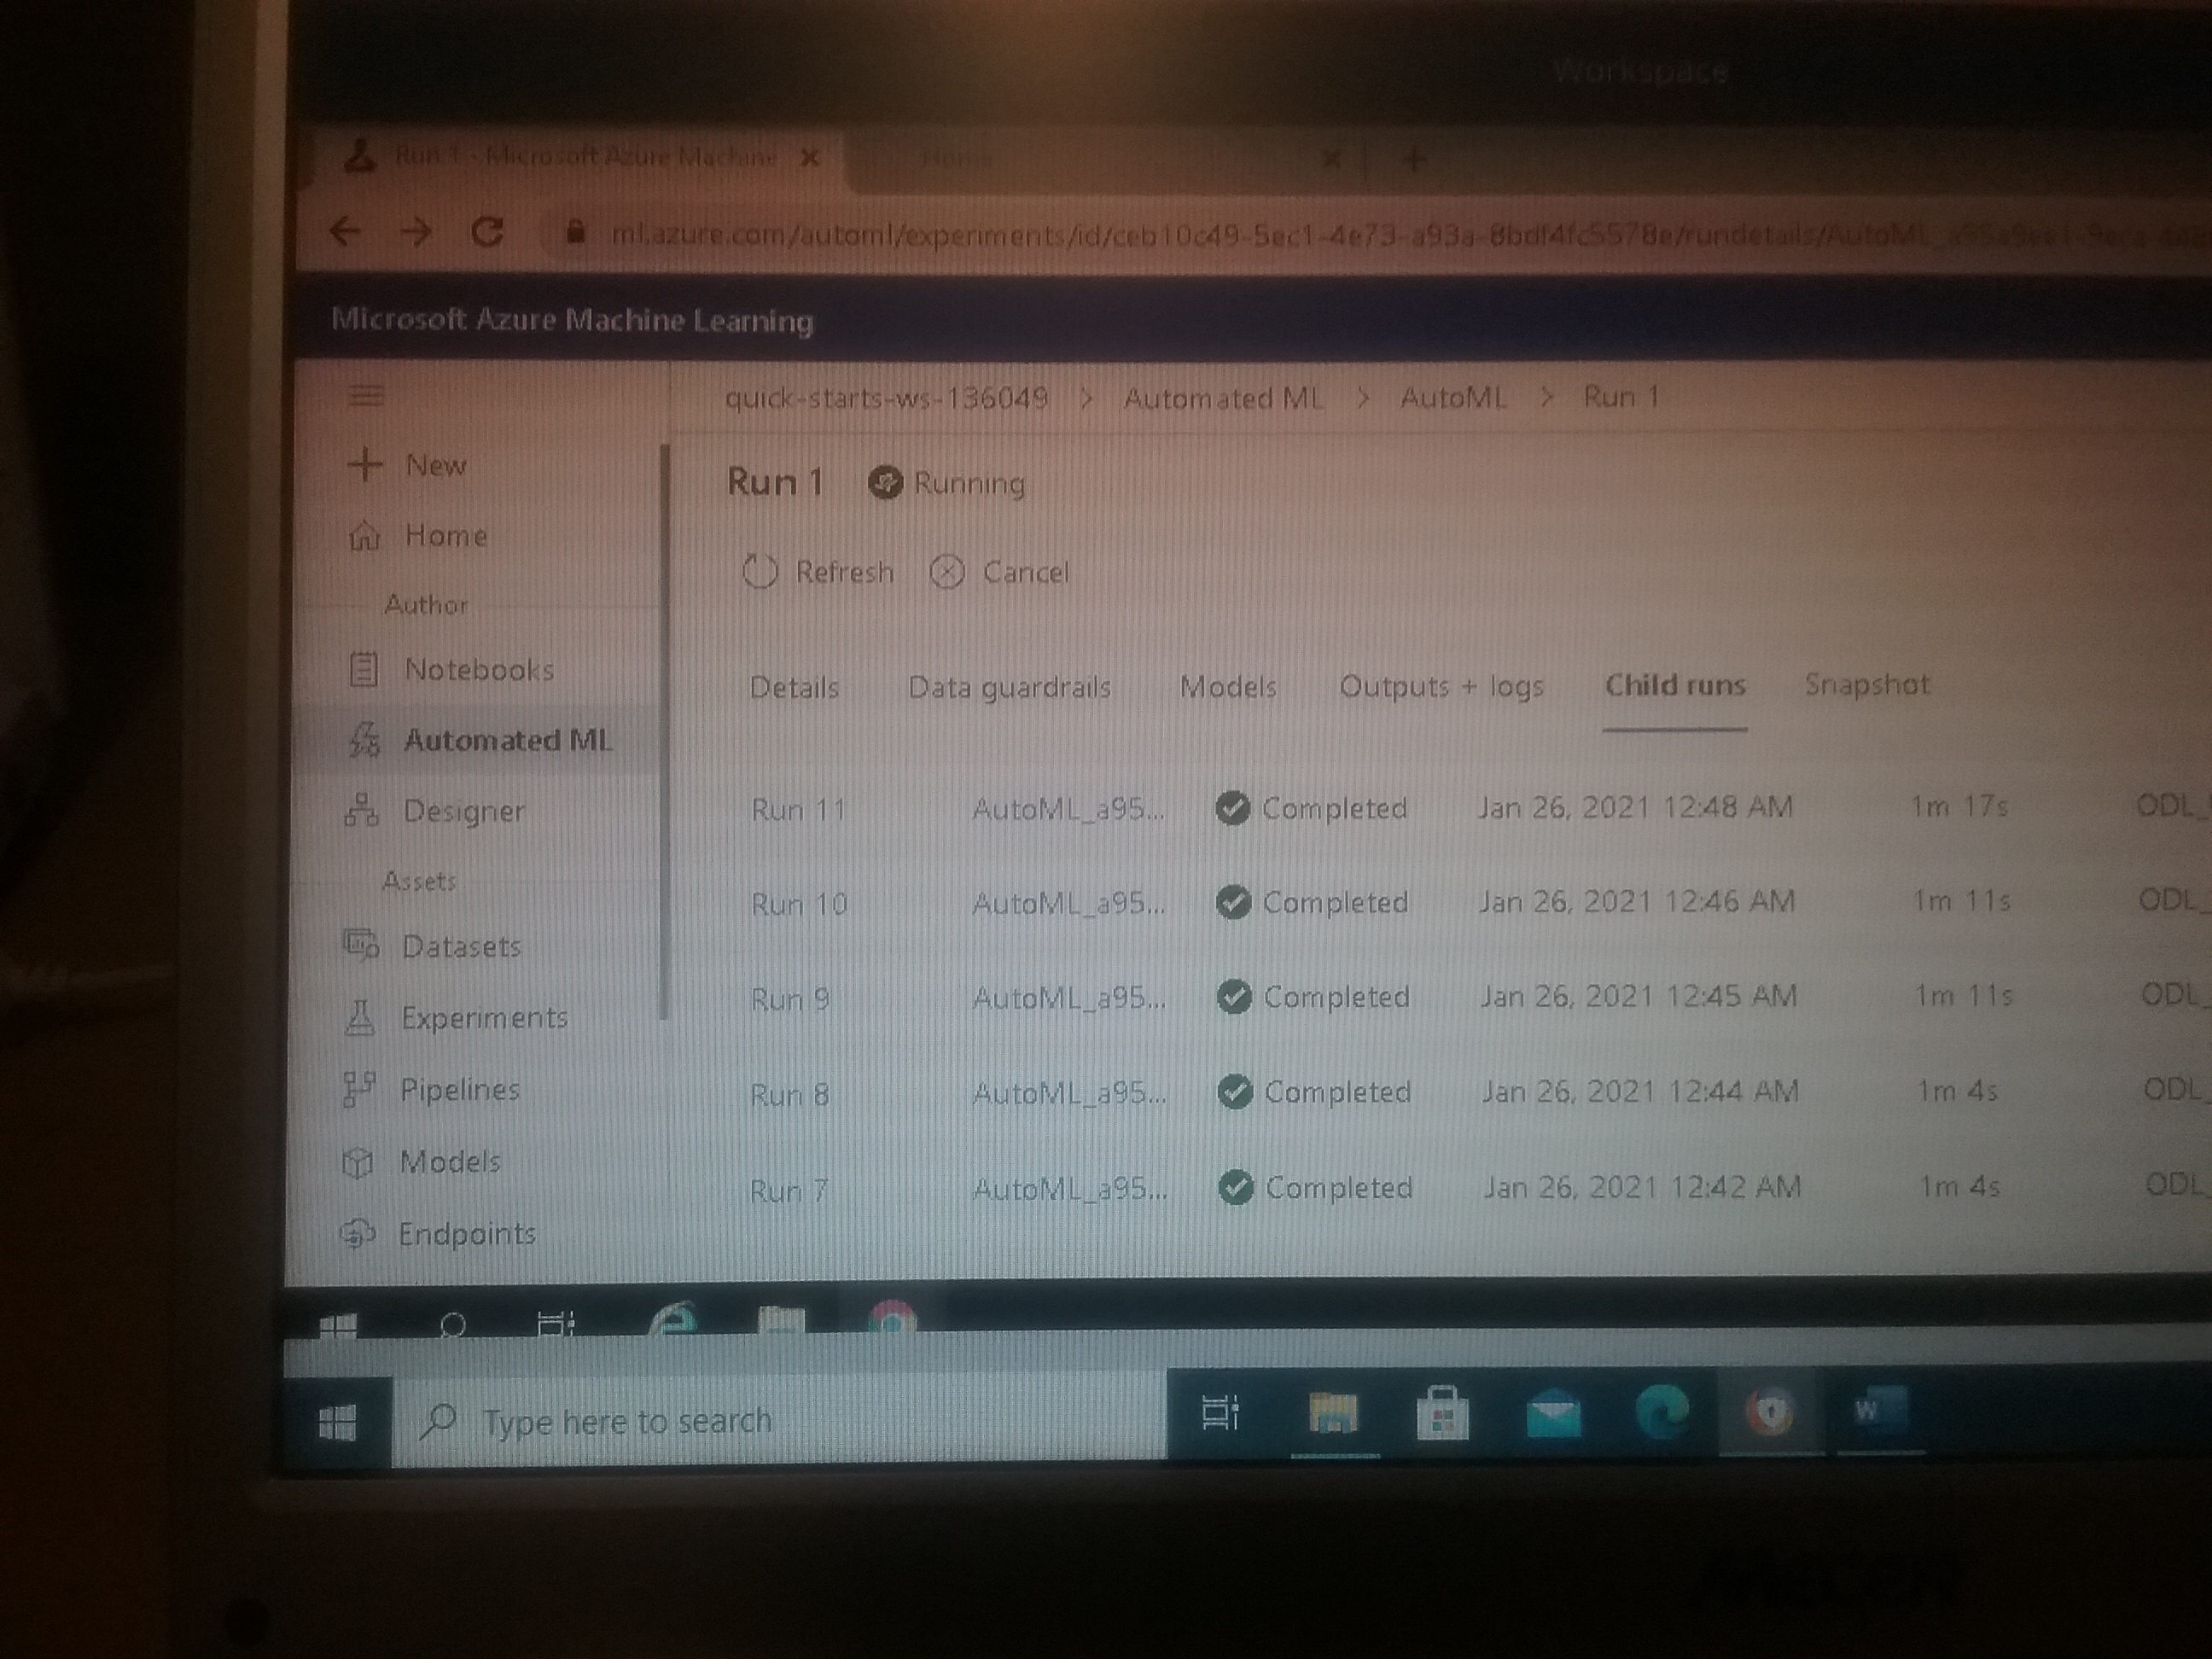 Workspace
Run 1 - Microsoft Azure Machine
Home
ml.azure.com/automl/experiments/id/ceb10c49-5ec1-4e73-a93a-8bdf4fc5578e/rundetails/AutoML
Microsoft Azure Machine Learning
quick-starts-ws-136049 > Automated ML > AutoML > Run 1
New
Run 1 Running
Home
Refresh Cancel
Author
Notebooks
Details Data guardrails Models Outputs + logs Child runs Snapshot
Automated ML
Run 11 AutoML_a95... Completed Jan 26, 2021 12:48 AM 1m 17s ODL_
Designer
Assets
Run 10 AutoML_a95... Completed Jan 26, 2021 12:46 AM 1m 11s ODL_
Datasets
Run 9 AutoML_a95... Completed Jan 26, 2021 12:45 AM 1m 11s ODL_
Experiments
Pipelines
Run 8 AutoML_a95... Completed Jan 26, 2021 12:44 AM 1m 4s ODL_
Models
Run 7 AutoML_a95... Completed Jan 26, 2021 12:42 AM 1m 4s ODL_
Endpoints
Type here to search
W